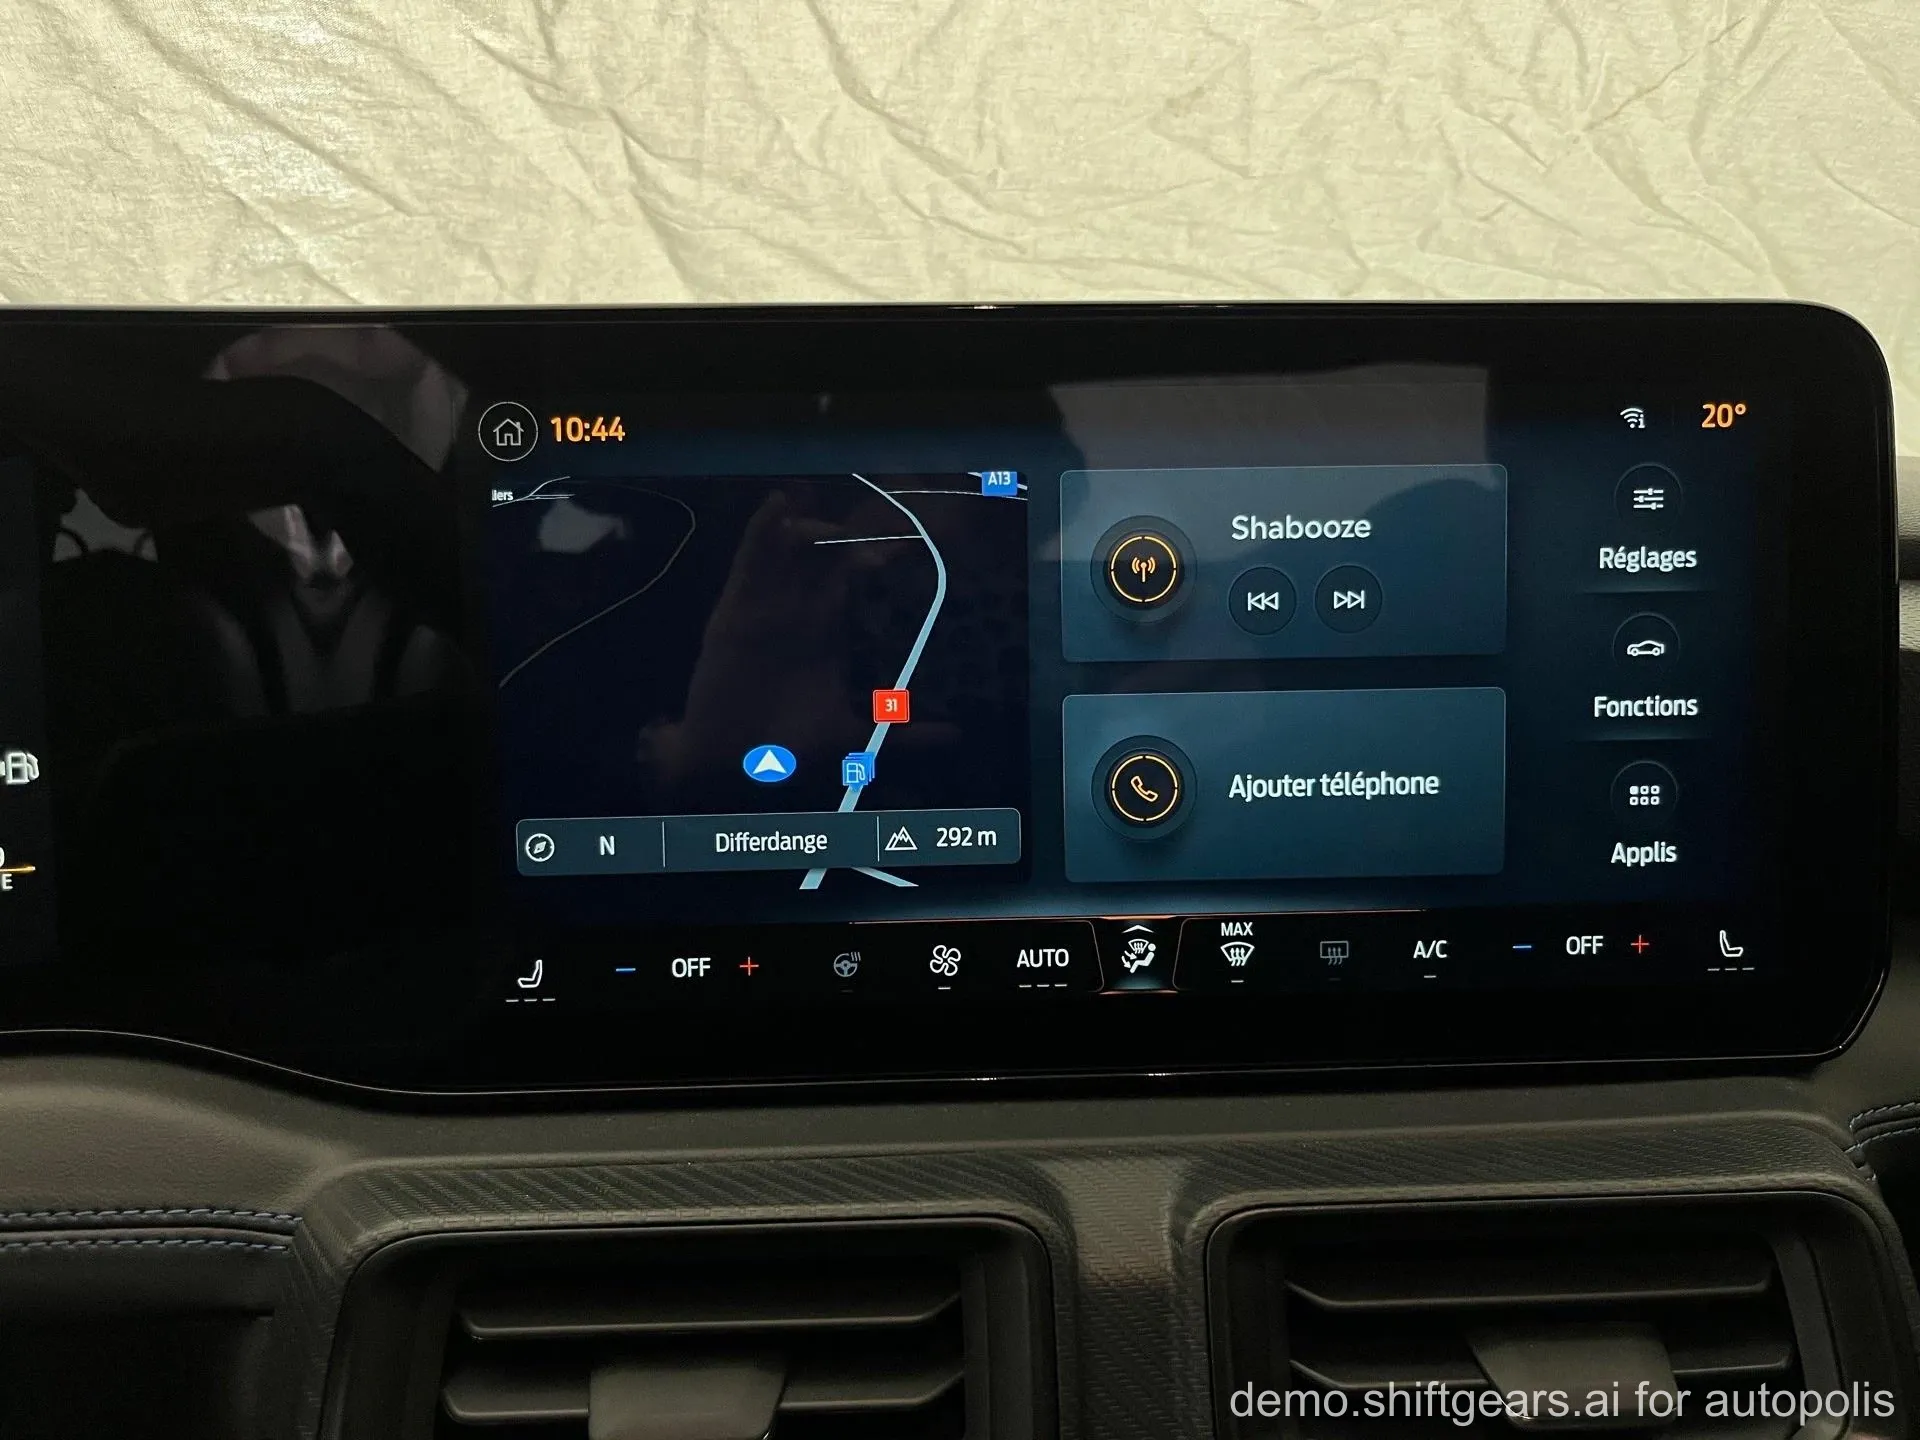 10:44
20°
liers
A13
Shabooze
Réglages
31
Fonctions
Ajouter téléphone
N
Differdange
292 m
Applis
E
OFF
AUTO
MAX
A/C
OFF
demo.shiftgears.ai for autopolis